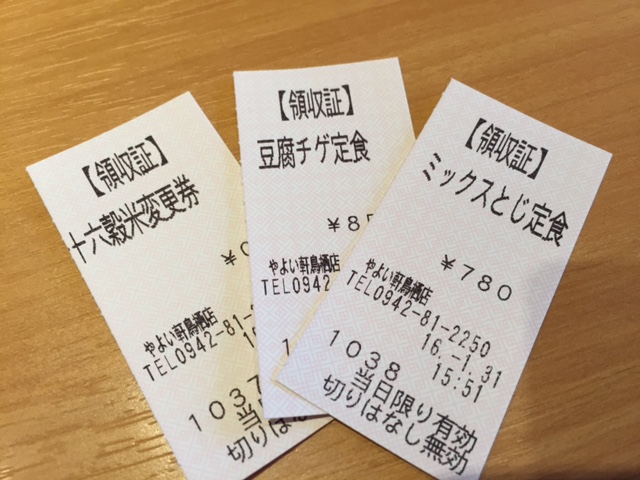 【領収証】
十六穀米変更券
¥0
やよい軒鳥栖店
TEL0942-81-
1037
当
切りは
【領収証】
豆腐チゲ定食
¥85
やよい軒鳥栖店
TEL0942
【領収証】
ミックスとじ定食
¥780
やよい軒鳥栖店
TEL0942-81-2250
16.-1.31
15:51
1038
当日限り有効
切りはなし無効